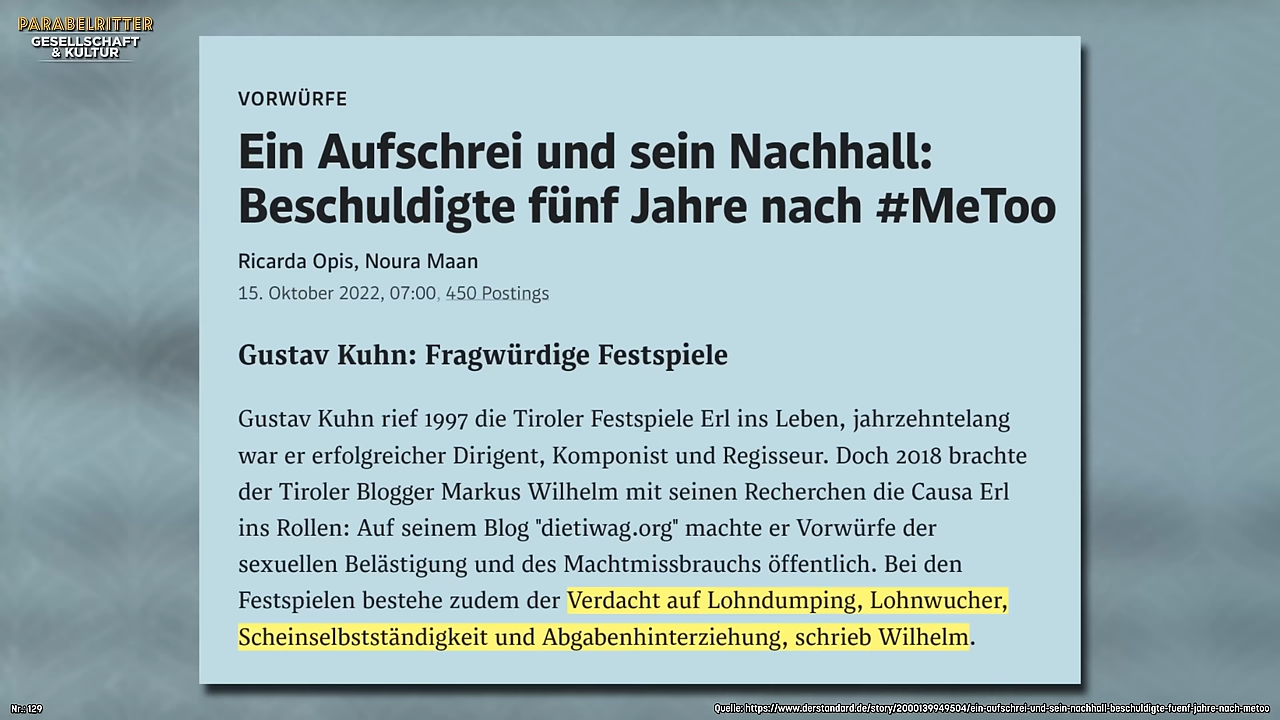 PARABELRITTER
GESELLSCHAFT
& KULTUR
VORWÜRFE
Ein Aufschrei und sein Nachhall:
Beschuldigte fünf Jahre nach #MeToo
Ricarda Opis, Noura Maan
15. Oktober 2022, 07:00, 450 Postings
Gustav Kuhn: Fragwürdige Festspiele
Gustav Kuhn rief 1997 die Tiroler Festspiele Erl ins Leben, jahrzehntelang
war er erfolgreicher Dirigent, Komponist und Regisseur. Doch 2018 brachte
der Tiroler Blogger Markus Wilhelm mit seinen Recherchen die Causa Erl
ins Rollen: Auf seinem Blog "dietiwag.org" machte er Vorwürfe der
sexuellen Belästigung und des Machtmissbrauchs öffentlich. Bei den
Festspielen bestehe zudem der Verdacht auf Lohndumping, Lohnwucher,
Scheinselbstständigkeit und Abgabenhinterziehung, schrieb Wilhelm.
Nr.: 129
Quelle: https://www.derstandard.de/story/2000139949504/ein-aufschrei-und-sein-nachhall-beschuldigte-fuenf-jahre-nach-metoo